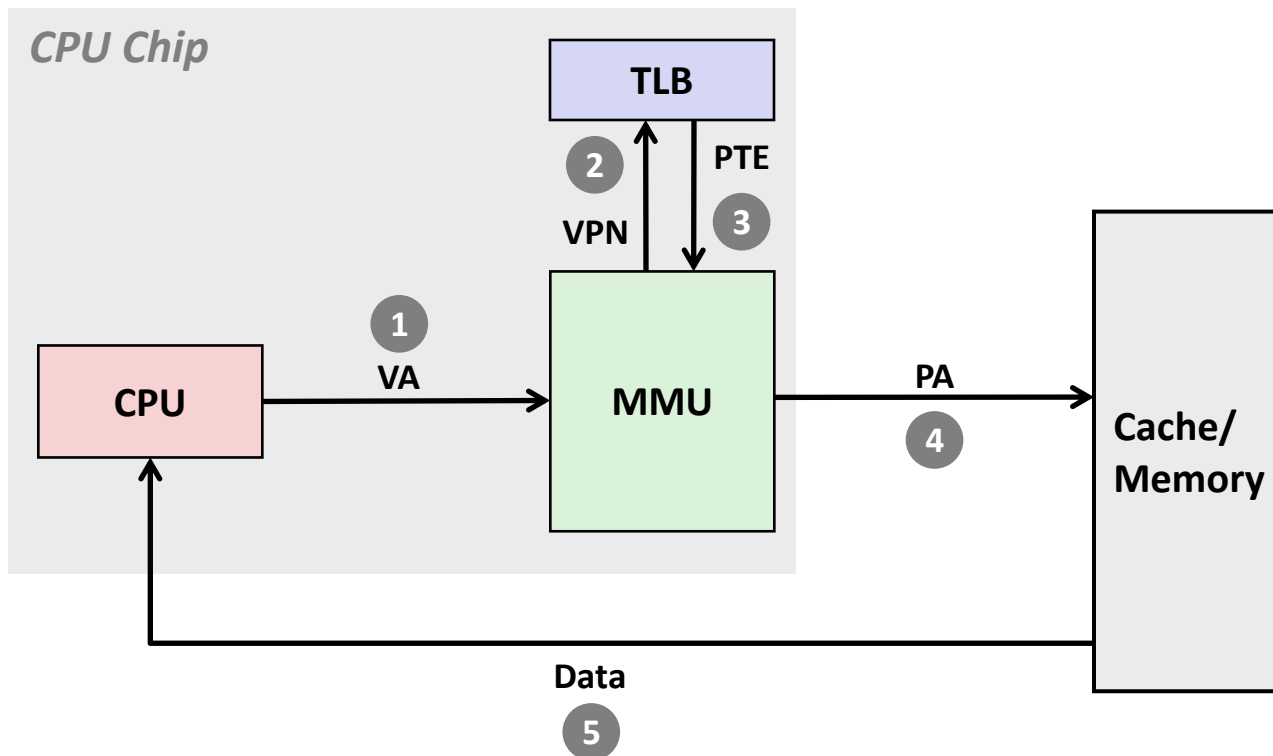 CPU Chip
TLB
2
PTE
VPN
3
1
VA
CPU
MMU
PA
4
Cache/
Memory
Data
5